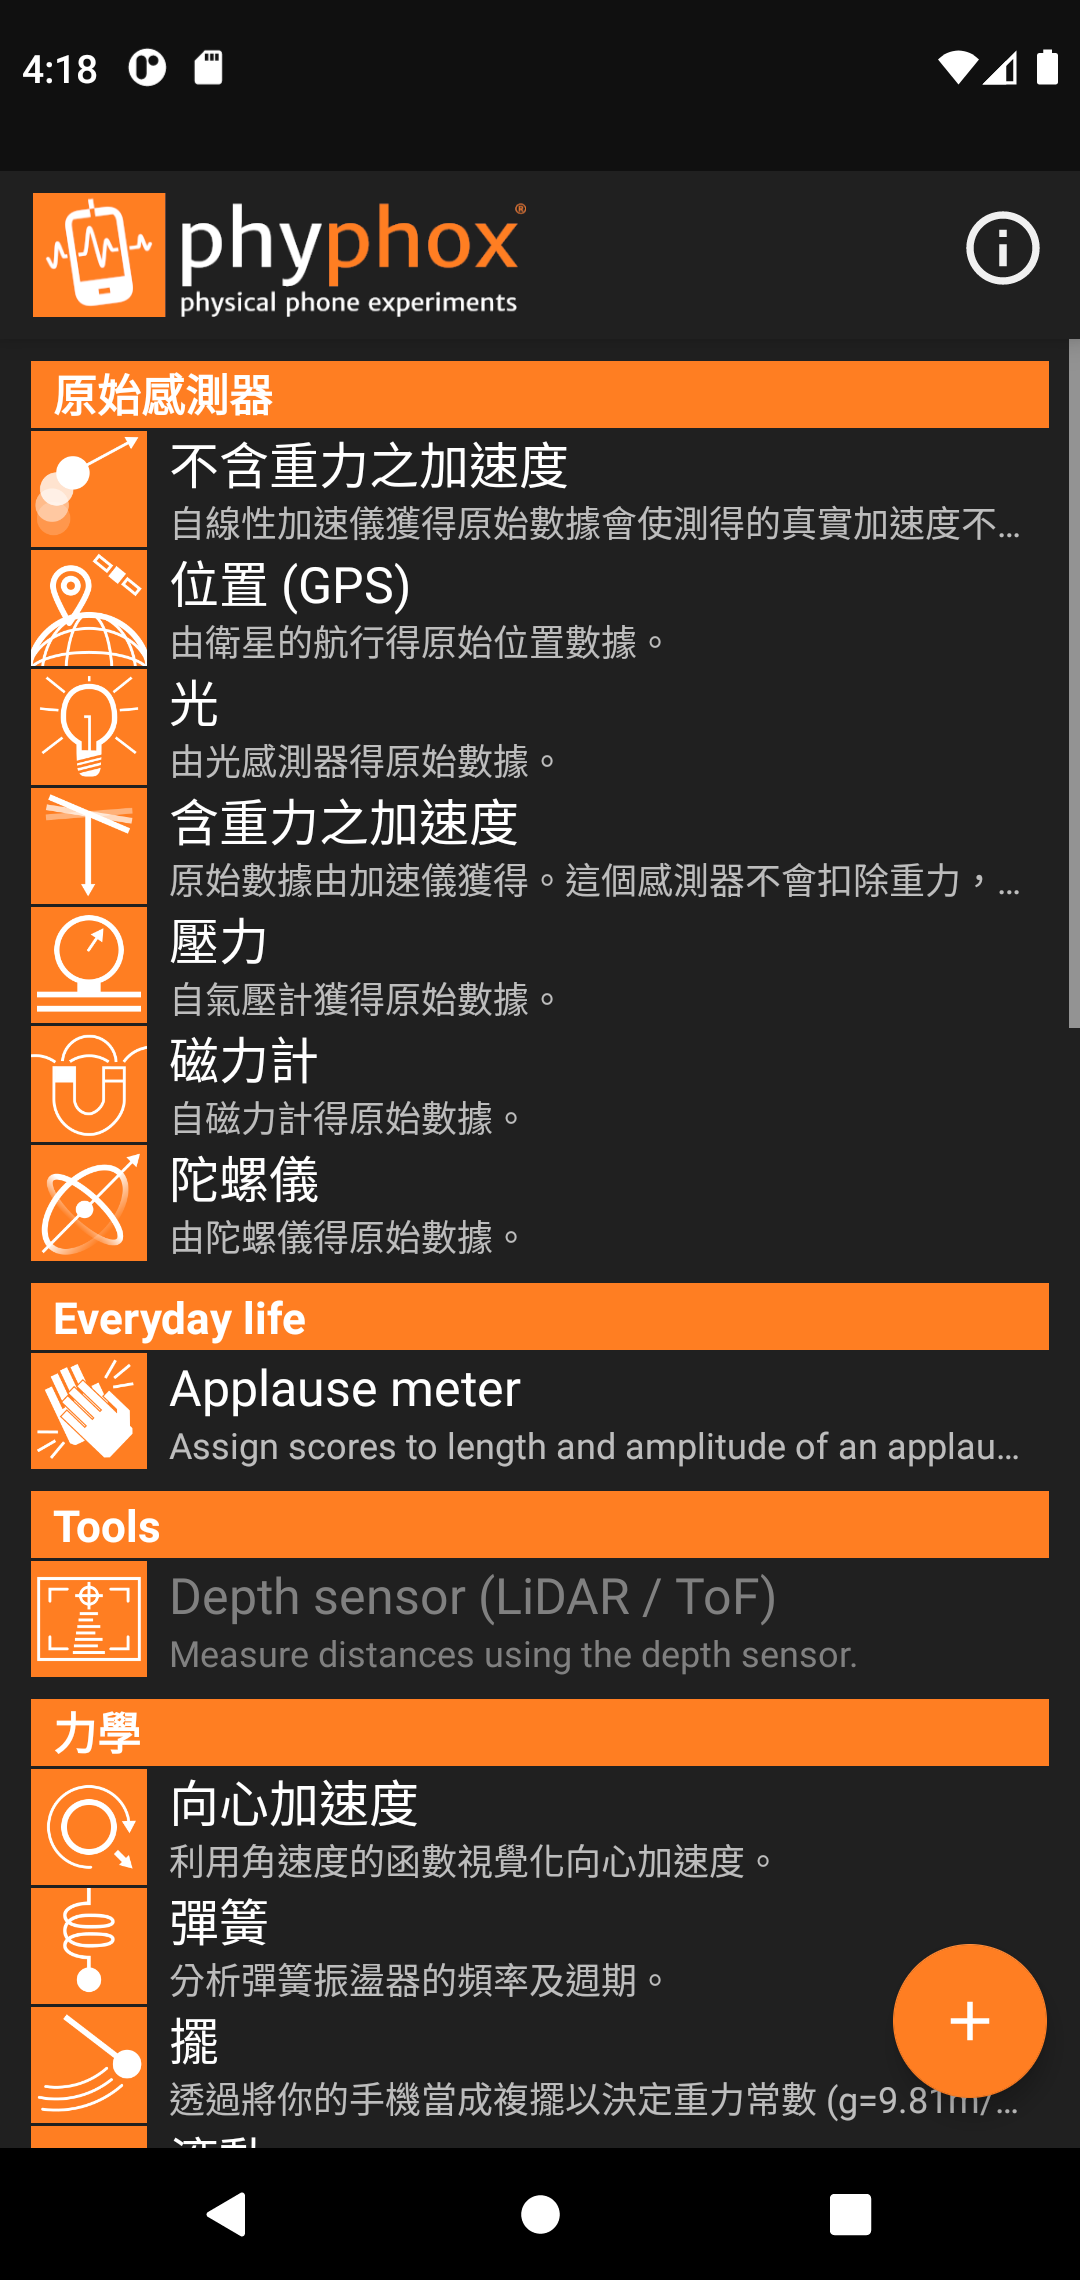 4:18
phyphox®
physical phone experiments
原始感測器
不含重力之加速度
自線性加速儀獲得原始數據會使測得的真實加速度不...
位置 (GPS)
由衛星的航行得原始位置數據。
光
由光感測器得原始數據。
含重力之加速度
原始數據由加速儀獲得。這個感測器不會扣除重力，...
壓力
自氣壓計獲得原始數據。
磁力計
自磁力計得原始數據。
陀螺儀
由陀螺儀得原始數據。
Everyday life
Applause meter
Assign scores to length and amplitude of an applau...
Tools
Depth sensor (LiDAR / ToF)
Measure distances using the depth sensor.
力學
向心加速度
利用角速度的函數視覺化向心加速度。
彈簧
分析彈簧振盪器的頻率及週期。
擺
透過將你的手機當成複擺以決定重力常數 (g=9.81m/...